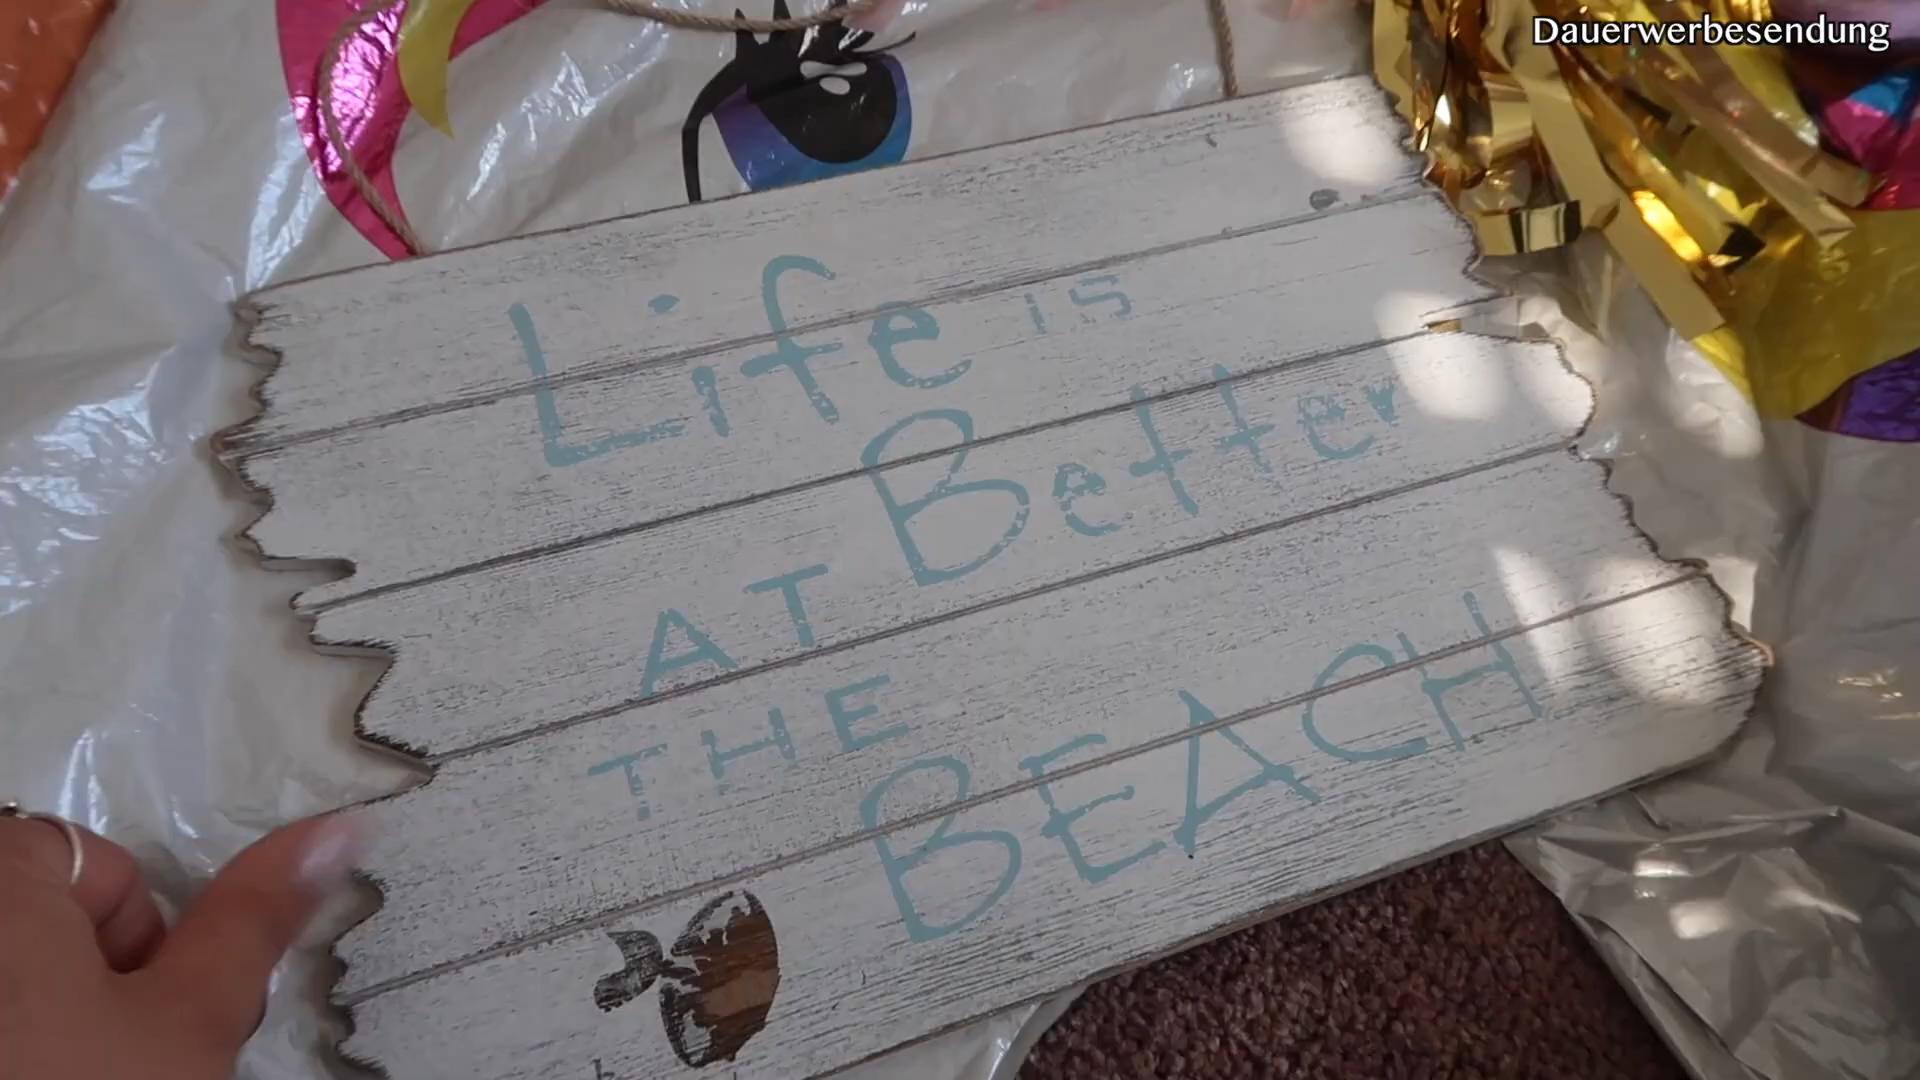 Dauerwerbesendung
Life is
Better
AT
THE
BEACH